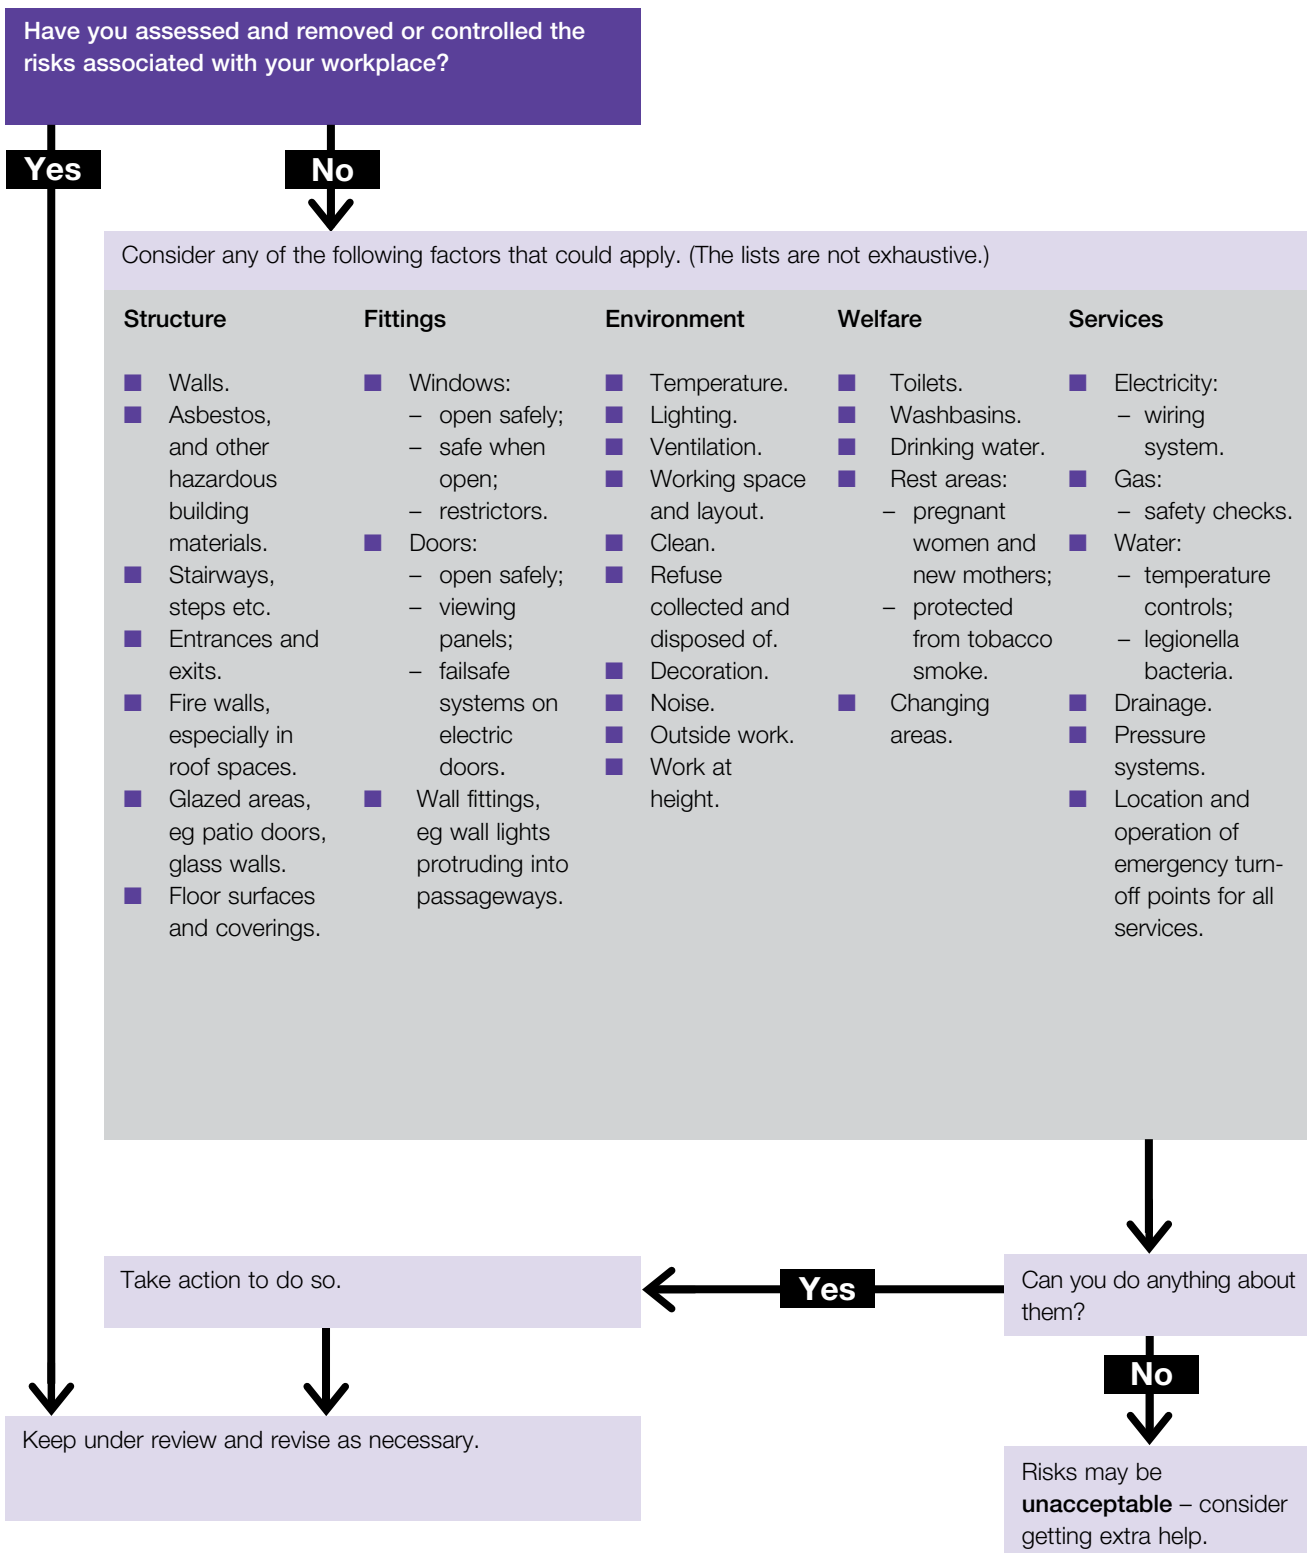 Have you assessed and removed or controlled the
risks associated with your workplace?
Yes
No
Consider any of the following factors that could apply. (The lists are not exhaustive.)
Structure
Walls.
Asbestos,
and other
hazardous
building
materials.
Stairways,
steps etc.
Entrances and
exits.
Fire walls,
especially in
roof spaces.
Glazed areas,
eg patio doors,
glass walls.
Floor surfaces
and coverings.
Fittings
Windows:
– open safely;
– safe when
open;
– restrictors.
Doors:
– open safely;
– viewing
panels;
– failsafe
systems on
electric
doors.
Wall fittings,
eg wall lights
protruding into
passageways.
Environment
Temperature.
Lighting.
Ventilation.
Working space
and layout.
Clean.
Refuse
collected and
disposed of.
Decoration.
Noise.
Outside work.
Work at
height.
Welfare
Toilets.
Washbasins.
Drinking water.
Rest areas:
– pregnant
women and
new mothers;
– protected
from tobacco
smoke.
Changing
areas.
Services
Electricity:
– wiring
system.
Gas:
– safety checks.
Water:
– temperature
controls;
– legionella
bacteria.
Drainage.
Pressure
systems.
Location and
operation of
emergency turn-
off points for all
services.
Can you do anything about
them?
Yes
Take action to do so.
No
Keep under review and revise as necessary.
Risks may be
unacceptable – consider
getting extra help.